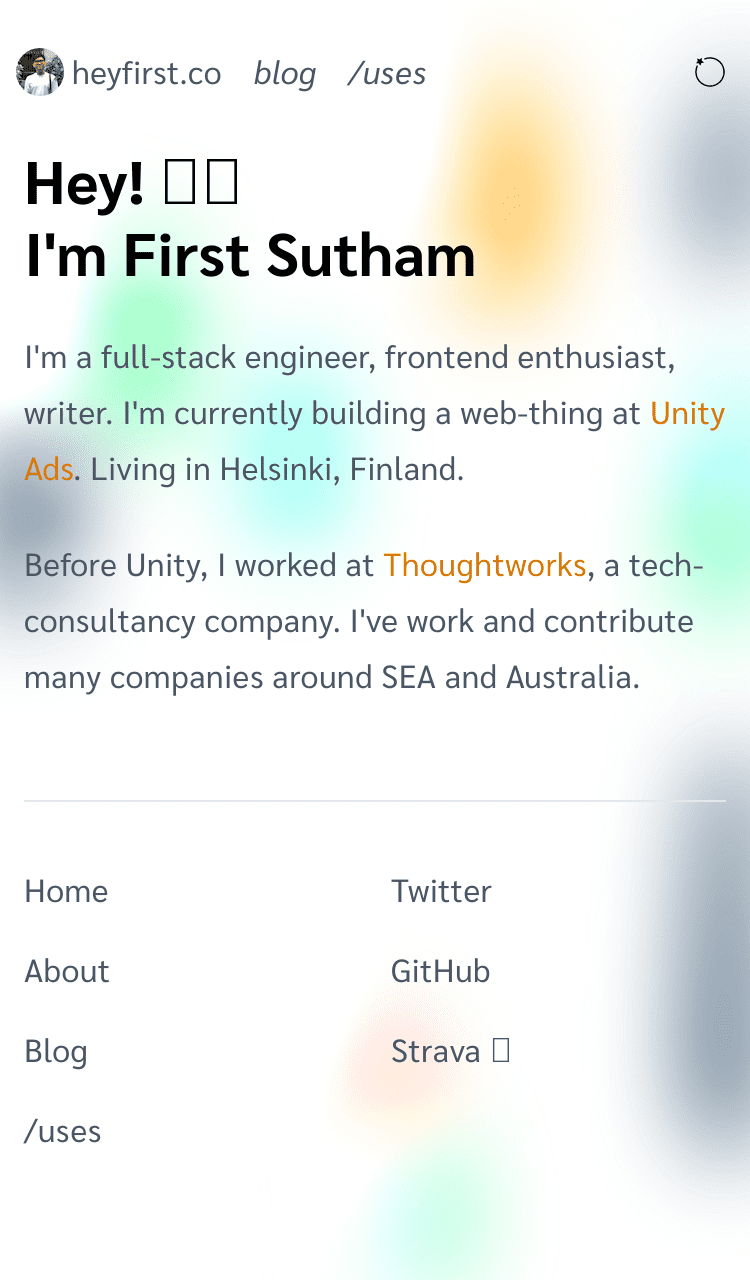 heyfirst.co blog /uses
Hey!
I'm First Sutham
I'm a full-stack engineer, frontend enthusiast,
writer. I'm currently building a web-thing at Unity
Ads. Living in Helsinki, Finland.
Before Unity, I worked at Thoughtworks, a tech-
consultancy company. I've work and contribute
many companies around SEA and Australia.
Home
Twitter
About
GitHub
Blog
Strava
/uses